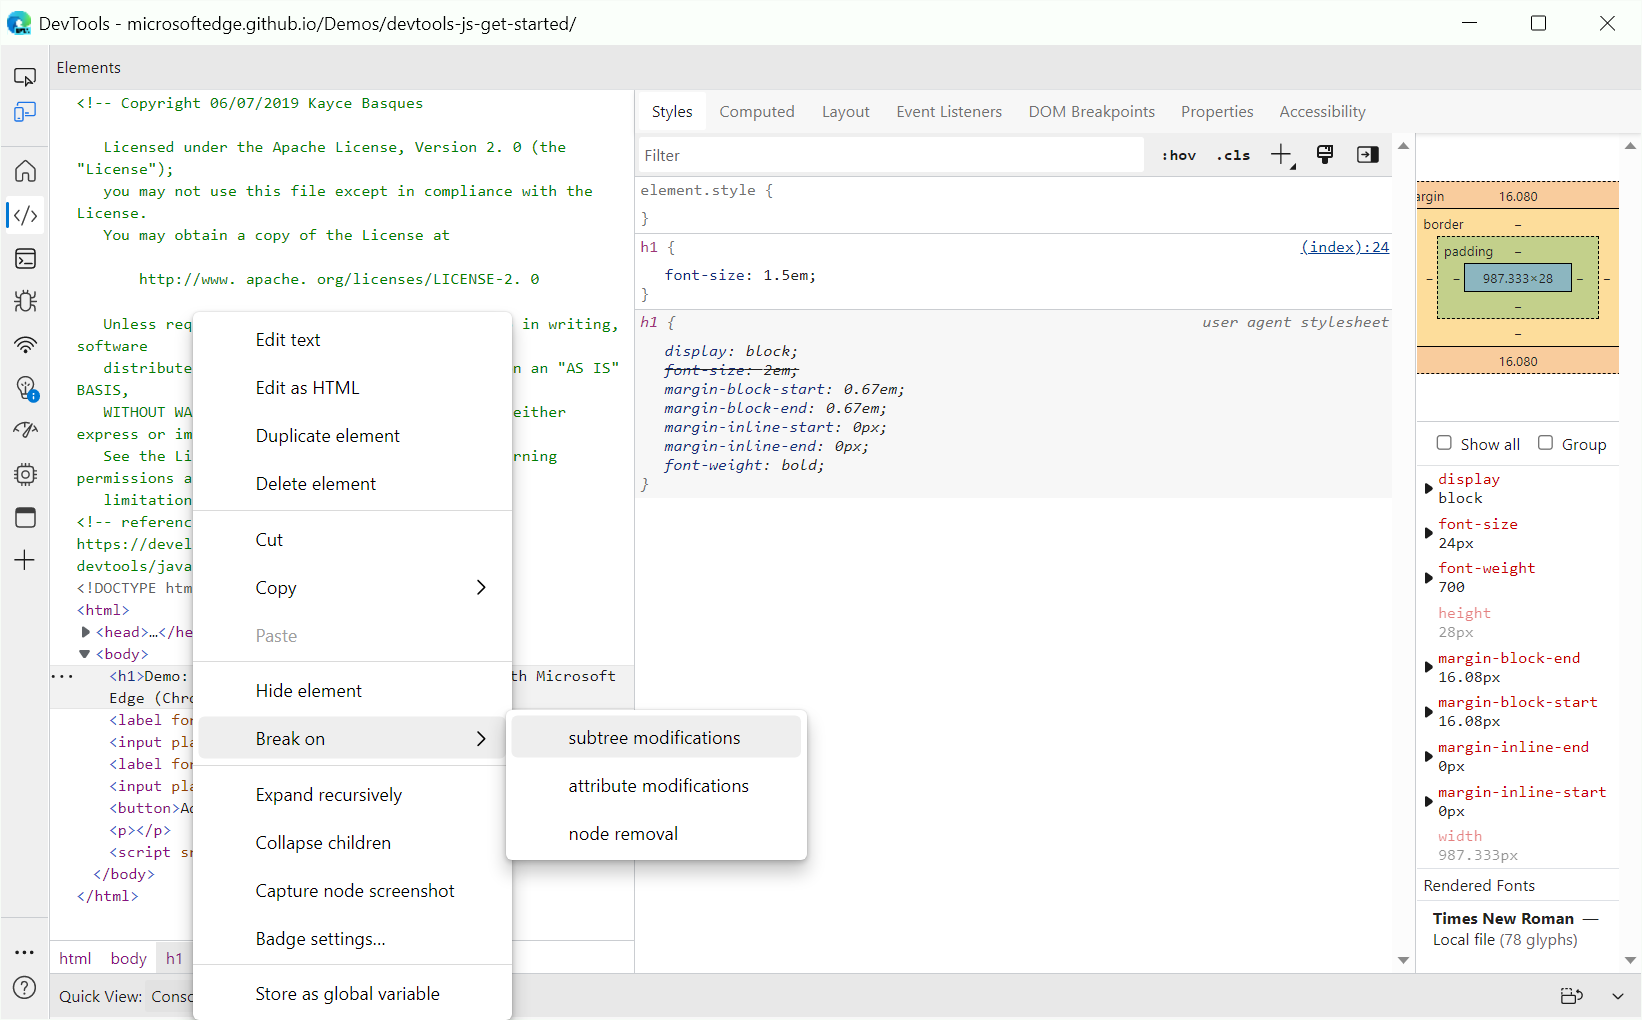 DevTools - microsoftedge.github.io/Demos/devtools-js-get-started/
Elements
<!-- Copyright 06/07/2019 Kayce Basques
Licensed under the Apache License, Version 2. 0 (the
"License");
you may not use this file except in compliance with the
License.
You may obtain a copy of the License at
http://www. apache. org/licenses/LICENSE-2. 0
Unless req in writing,
software
distribute n an "AS IS"
BASIS,
WITHOUT WA either
express or im
See the Li rning
permissions a
limitation
<!-- referenc
https://devel
devtools/java
<!DOCTYPE htm
<html>
<head>…</he
<body>
<h1>Demo: th Microsoft
Edge (Chro
<label for
<input pla
<label for
<input pla
<button>Ad
<p></p>
<script sr
</body>
</html>
html body h1
Quick View: Conso
Edit text
Edit as HTML
Duplicate element
Delete element
Cut
Copy
Paste
Hide element
Break on
Expand recursively
Collapse children
Capture node screenshot
Badge settings...
Store as global variable
subtree modifications
attribute modifications
node removal
Styles Computed Layout Event Listeners DOM Breakpoints Properties Accessibility
Filter :hov .cls
element.style {
}
h1 { (index):24
font-size: 1.5em;
}
h1 { user agent stylesheet
display: block;
font-size: 2em;
margin-block-start: 0.67em;
margin-block-end: 0.67em;
margin-inline-start: 0px;
margin-inline-end: 0px;
font-weight: bold;
}
argin 16.080
border –
padding –
– – 987.333×28 – –
–
–
16.080
Show all Group
display
block
font-size
24px
font-weight
700
height
28px
margin-block-end
16.08px
margin-block-start
16.08px
margin-inline-end
0px
margin-inline-start
0px
width
987.333px
Rendered Fonts
Times New Roman —
Local file (78 glyphs)